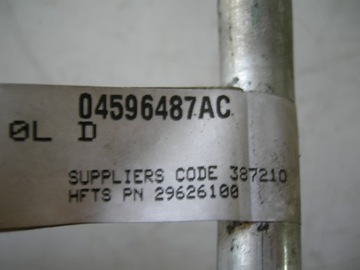 04596487AC
0L D
SUPPLIERS CODE 387210
HFTS PN 29626100